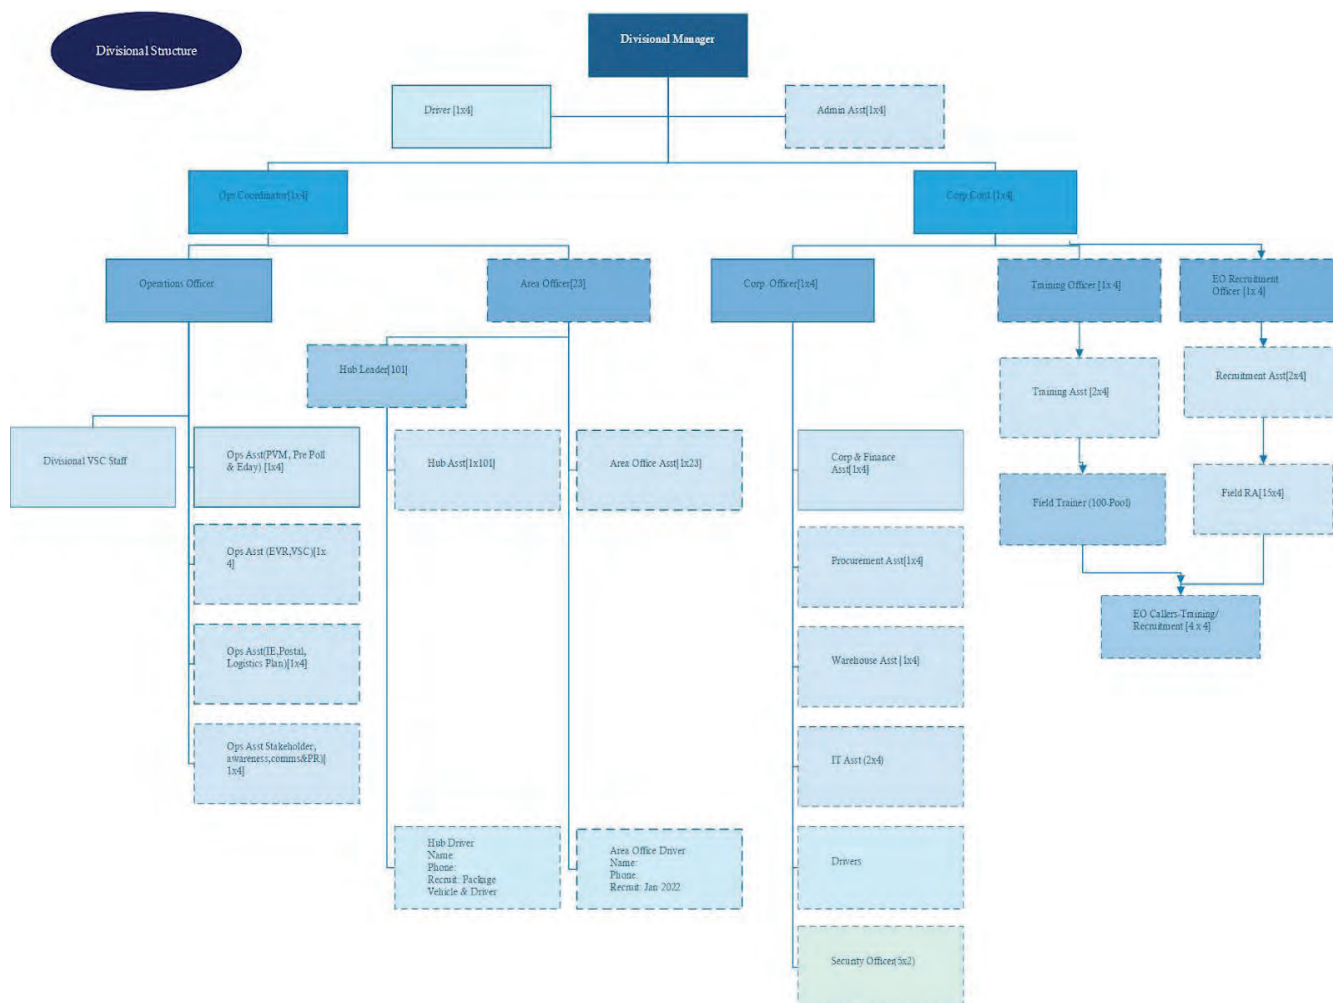 Divisional Structure
Divisional Manager
Driver [1x4]
Admin Asst[1x4]
Ops Coordinator[1x4]
Corp Cord [1x4]
Operations Officer
Area Officer[23]
Corp. Officer[1x4]
Training Officer [1x 4]
EO Recruitment
Officer [1x 4]
Hub Leader[101]
Training Asst [2x4]
Recruitment Asst[2x4]
Divisional VSC Staff
Ops Asst(PVM, Pre Poll
& Eday) [1x4]
Hub Asst[1x101]
Area Office Asst[1x23]
Corp & Finance
Asst[1x4]
Field Trainer (100-Pool)
Field RA[15x4]
Ops Asst (EVR,VSC)[1x
4]
Procurement Asst[1x4]
EO Callers-Training/
Recruitment [4 x 4]
Ops Asst(IE,Postal,
Logistics Plan)[1x4]
Warehouse Asst [1x4]
Ops Asst Stakeholder,
awareness,comms&PR)[
1x4]
IT Asst (2x4)
Hub Driver
Name:
Phone:
Recruit: Package
Vehicle & Driver
Area Office Driver
Name:
Phone:
Recruit: Jan 2022
Drivers
Security Officer(5x2)